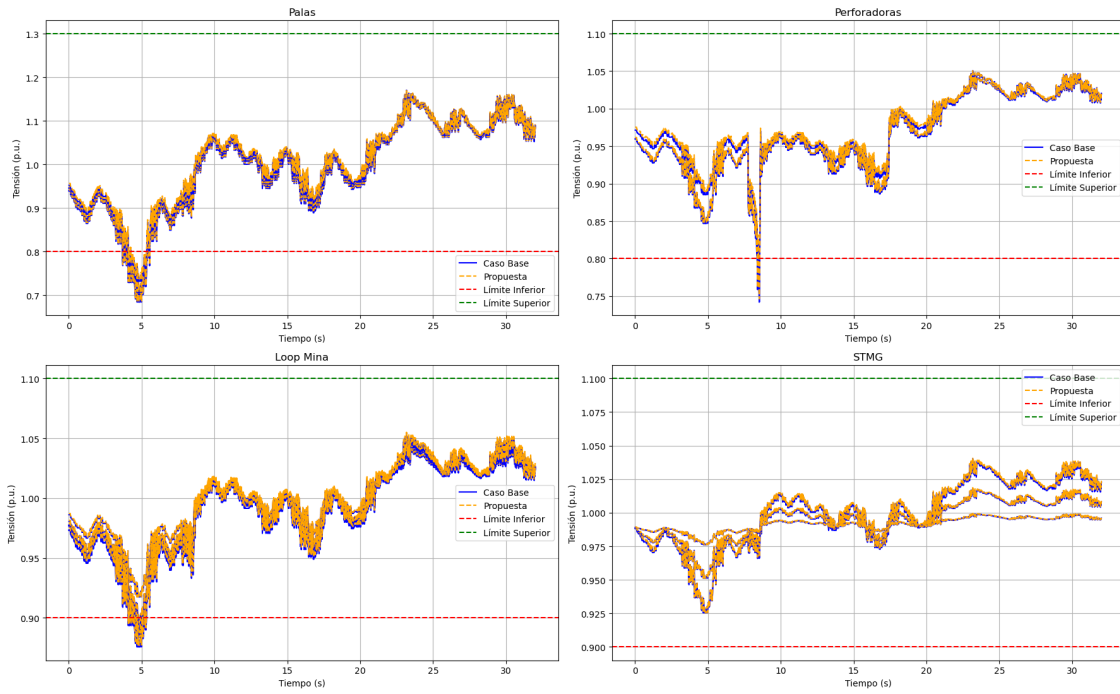 Palas
Tensión (p.u.)
1.3
1.2
1.1
1.0
0.9
0.8
0.7
Caso Base
Propuesta
Límite Inferior
Límite Superior
0 5 10 15 20 25 30
Tiempo (s)
Perforadoras
Tensión (p.u.)
1.10
1.05
1.00
0.95
0.90
0.85
0.80
0.75
Caso Base
Propuesta
Límite Inferior
Límite Superior
0 5 10 15 20 25 30
Tiempo (s)
Loop Mina
Tensión (p.u.)
1.10
1.05
1.00
0.95
0.90
Caso Base
Propuesta
Límite Inferior
Límite Superior
0 5 10 15 20 25 30
Tiempo (s)
STMG
Tensión (p.u.)
1.100
1.075
1.050
1.025
1.000
0.975
0.950
0.925
0.900
Caso Base
Propuesta
Límite Inferior
Límite Superior
0 5 10 15 20 25 30
Tiempo (s)